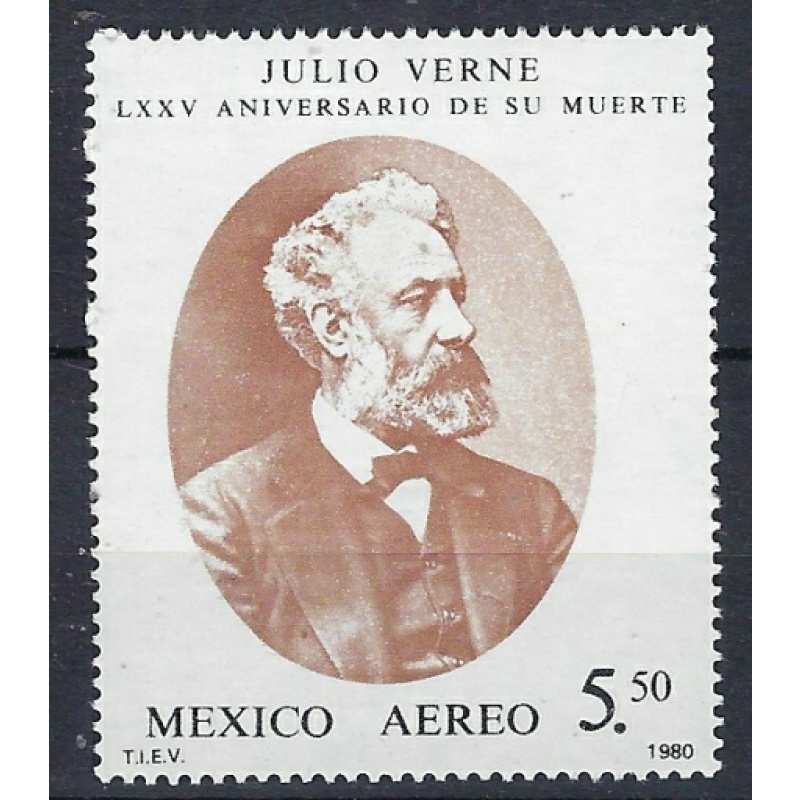 JULIO VERNE
LXXV ANIVERSARIO DE SU MUERTE
MEXICO AEREO 5.50
T.I.E.V. 1980